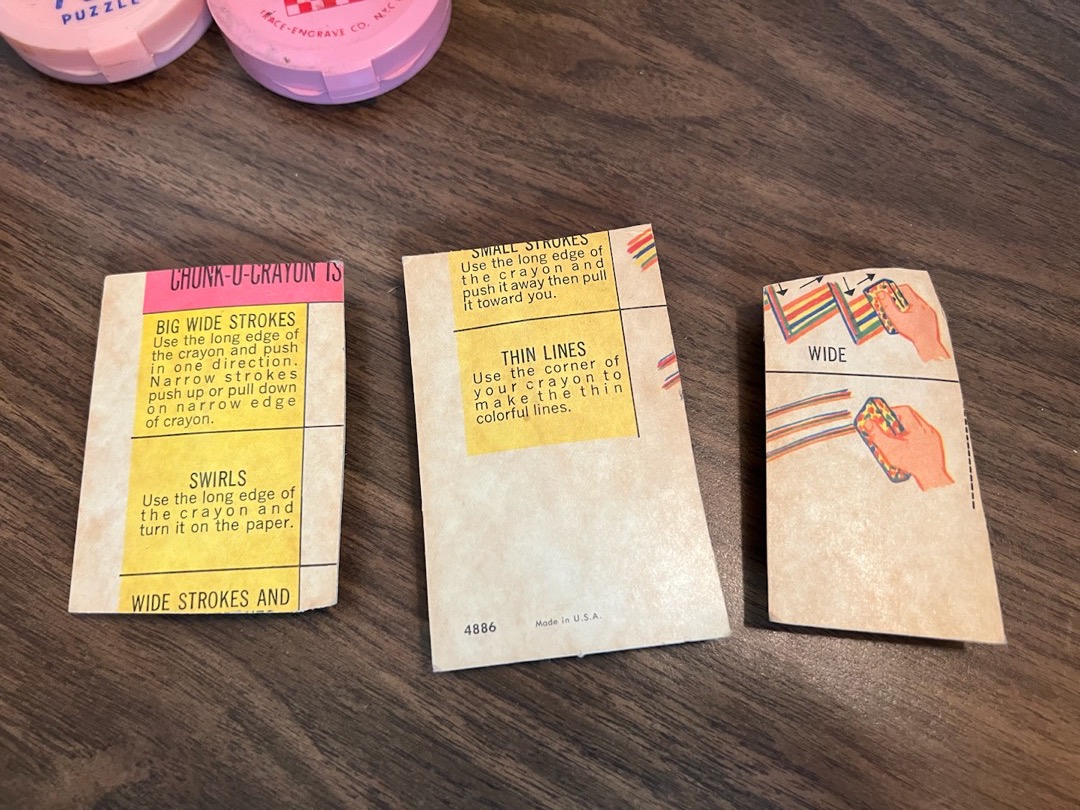 PUZZLE
TRACE-ENGRAVE CO. N.Y.C.
CHUNK-O-CRAYON IS
BIG WIDE STROKES
Use the long edge of
the crayon and push
in one direction.
Narrow strokes
push up or pull down
on narrow edge
of crayon.
SWIRLS
Use the long edge of
the crayon and
turn it on the paper.
WIDE STROKES AND
SMALL STROKES
Use the long edge of
the crayon and
push it away then pull
it toward you.
THIN LINES
Use the corner of
your crayon to
make the thin
colorful lines.
4886 Made in U.S.A.
WIDE